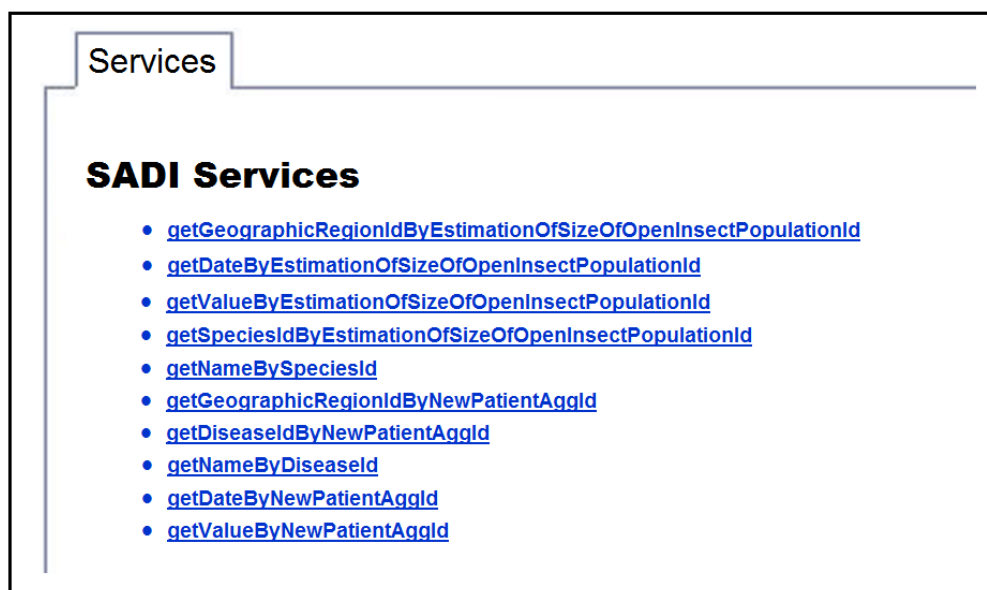 Services
SADI Services
getGeographicRegionIdByEstimationOfSizeOfOpenInsectPopulationId
getDateByEstimationOfSizeOfOpenInsectPopulationId
getValueByEstimationOfSizeOfOpenInsectPopulationId
getSpeciesIdByEstimationOfSizeOfOpenInsectPopulationId
getNameBySpeciesId
getGeographicRegionIdByNewPatientAggId
getDiseaseIdByNewPatientAggId
getNameByDiseaseId
getDateByNewPatientAggId
getValueByNewPatientAggId